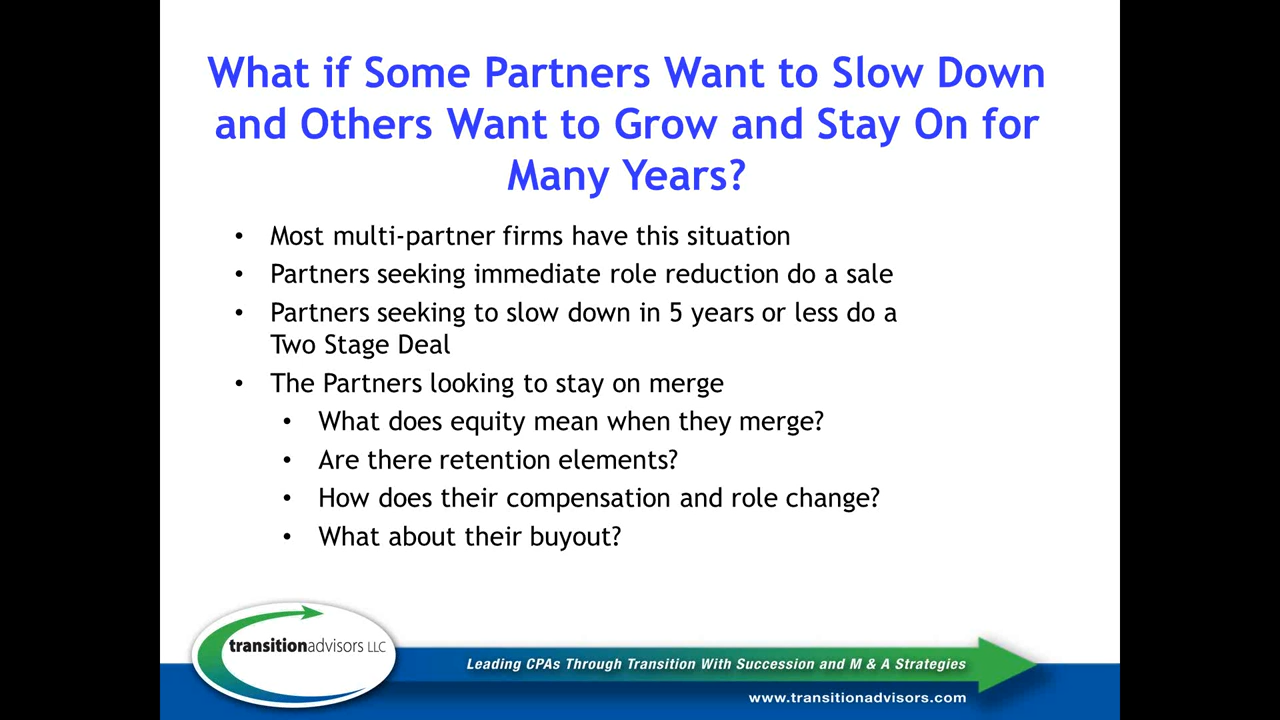 What if Some Partners Want to Slow Down
and Others Want to Grow and Stay On for
Many Years?
• Most multi-partner firms have this situation
• Partners seeking immediate role reduction do a sale
• Partners seeking to slow down in 5 years or less do a
Two Stage Deal
• The Partners looking to stay on merge
• What does equity mean when they merge?
• Are there retention elements?
• How does their compensation and role change?
• What about their buyout?
transitionadvisors LLC
Leading CPAs Through Transition With Succession and M & A Strategies
www.transitionadvisors.com